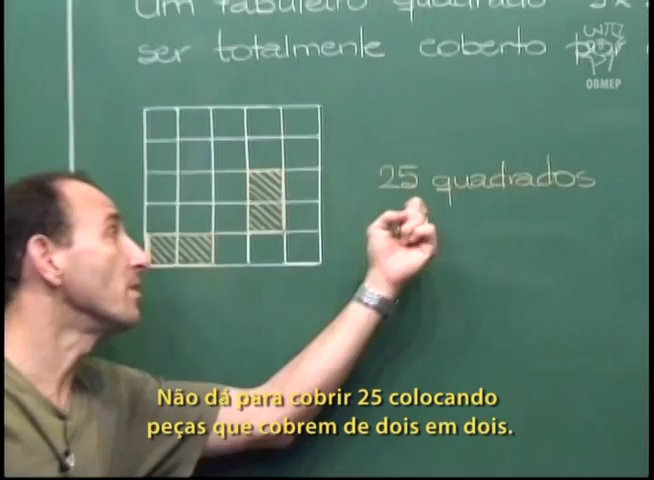 Um tabuleiro quadrado 5x
ser totalmente coberto por
OBMEP
25 quadrados
Não dá para cobrir 25 colocando
peças que cobrem de dois em dois.